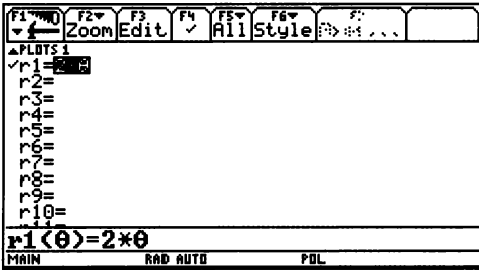 F1 F2 F3 F4 F5 F6 F7
Zoom Edit ✓ All Style
PLOTS 1
✓r1=2·θ
r2=
r3=
r4=
r5=
r6=
r7=
r8=
r9=
r10=
r1(θ)=2*θ
MAIN RAD AUTO POL